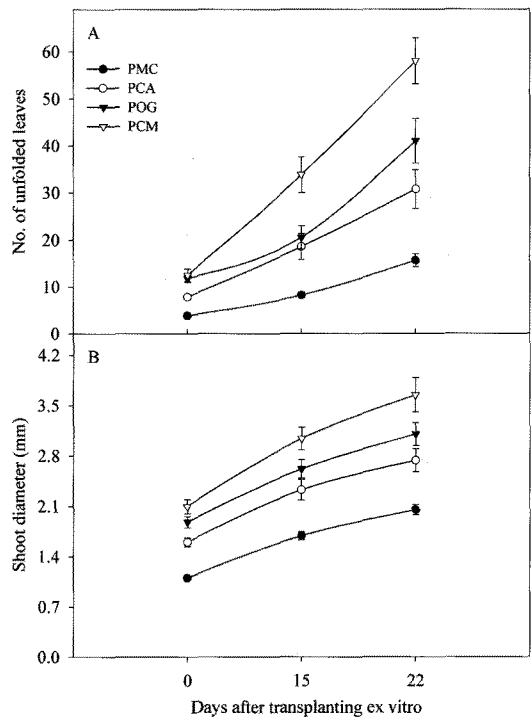 A
60
50
40
30
20
10
0
No. of unfolded leaves
PMC
PCA
POG
PCM
B
4.2
3.5
2.8
2.1
1.4
0.7
0.0
Shoot diameter (mm)
0 15 22
Days after transplanting ex vitro